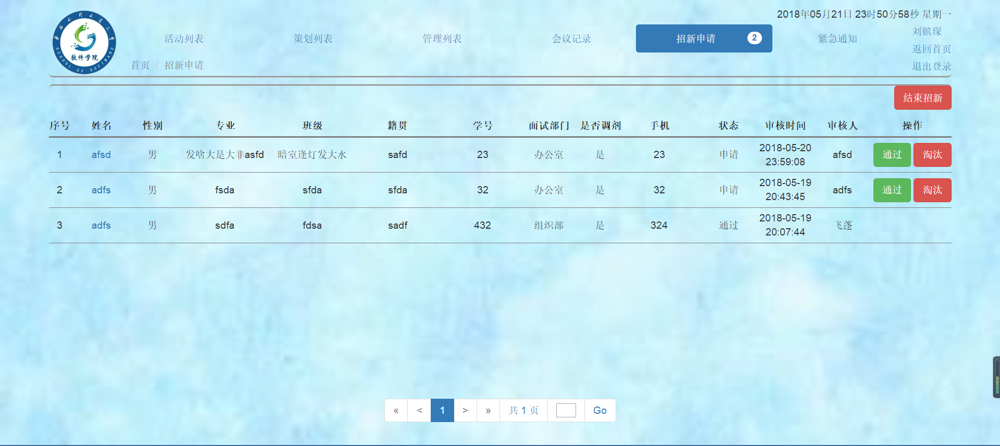 2018年05月21日 23时50分58秒 星期一
软件学院
SCHOOL OF SOFTWARE
活动列表 策划列表 管理列表 会议记录 招新申请 2 紧急通知
刘镔琛
返回首页
退出登录
首页 / 招新申请
结束招新
序号 姓名 性别 专业 班级 籍贯 学号 面试部门 是否调剂 手机 状态 审核时间 审核人 操作
1 afsd 男 发啥大是大非asfd 暗室逢灯发大水 safd 23 办公室 是 23 申请 2018-05-20 23:59:08 afsd 通过 淘汰
2 adfs 男 fsda sfda sfda 32 办公室 是 32 申请 2018-05-19 20:43:45 adfs 通过 淘汰
3 adfs 男 sdfa fdsa sadf 432 组织部 是 324 通过 2018-05-19 20:07:44 飞蓬
« < 1 > » 共 1 页 Go